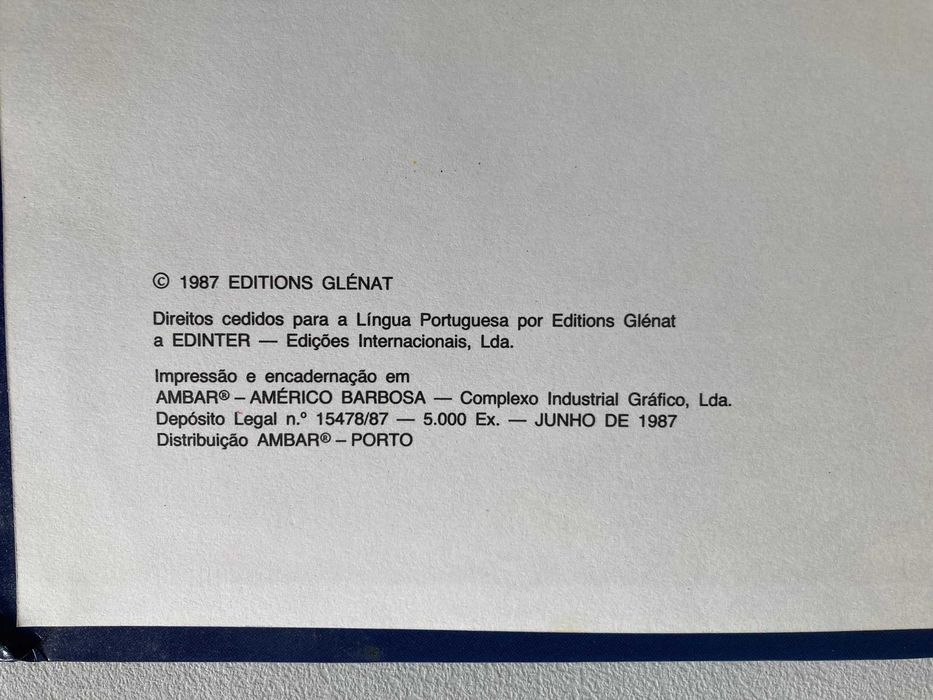 © 1987 EDITIONS GLÉNAT
Direitos cedidos para a Língua Portuguesa por Editions Glénat
a EDINTER — Edições Internacionais, Lda.
Impressão e encadernação em
AMBAR® – AMÉRICO BARBOSA — Complexo Industrial Gráfico, Lda.
Depósito Legal n.º 15478/87 — 5.000 Ex. — JUNHO DE 1987
Distribuição AMBAR® – PORTO